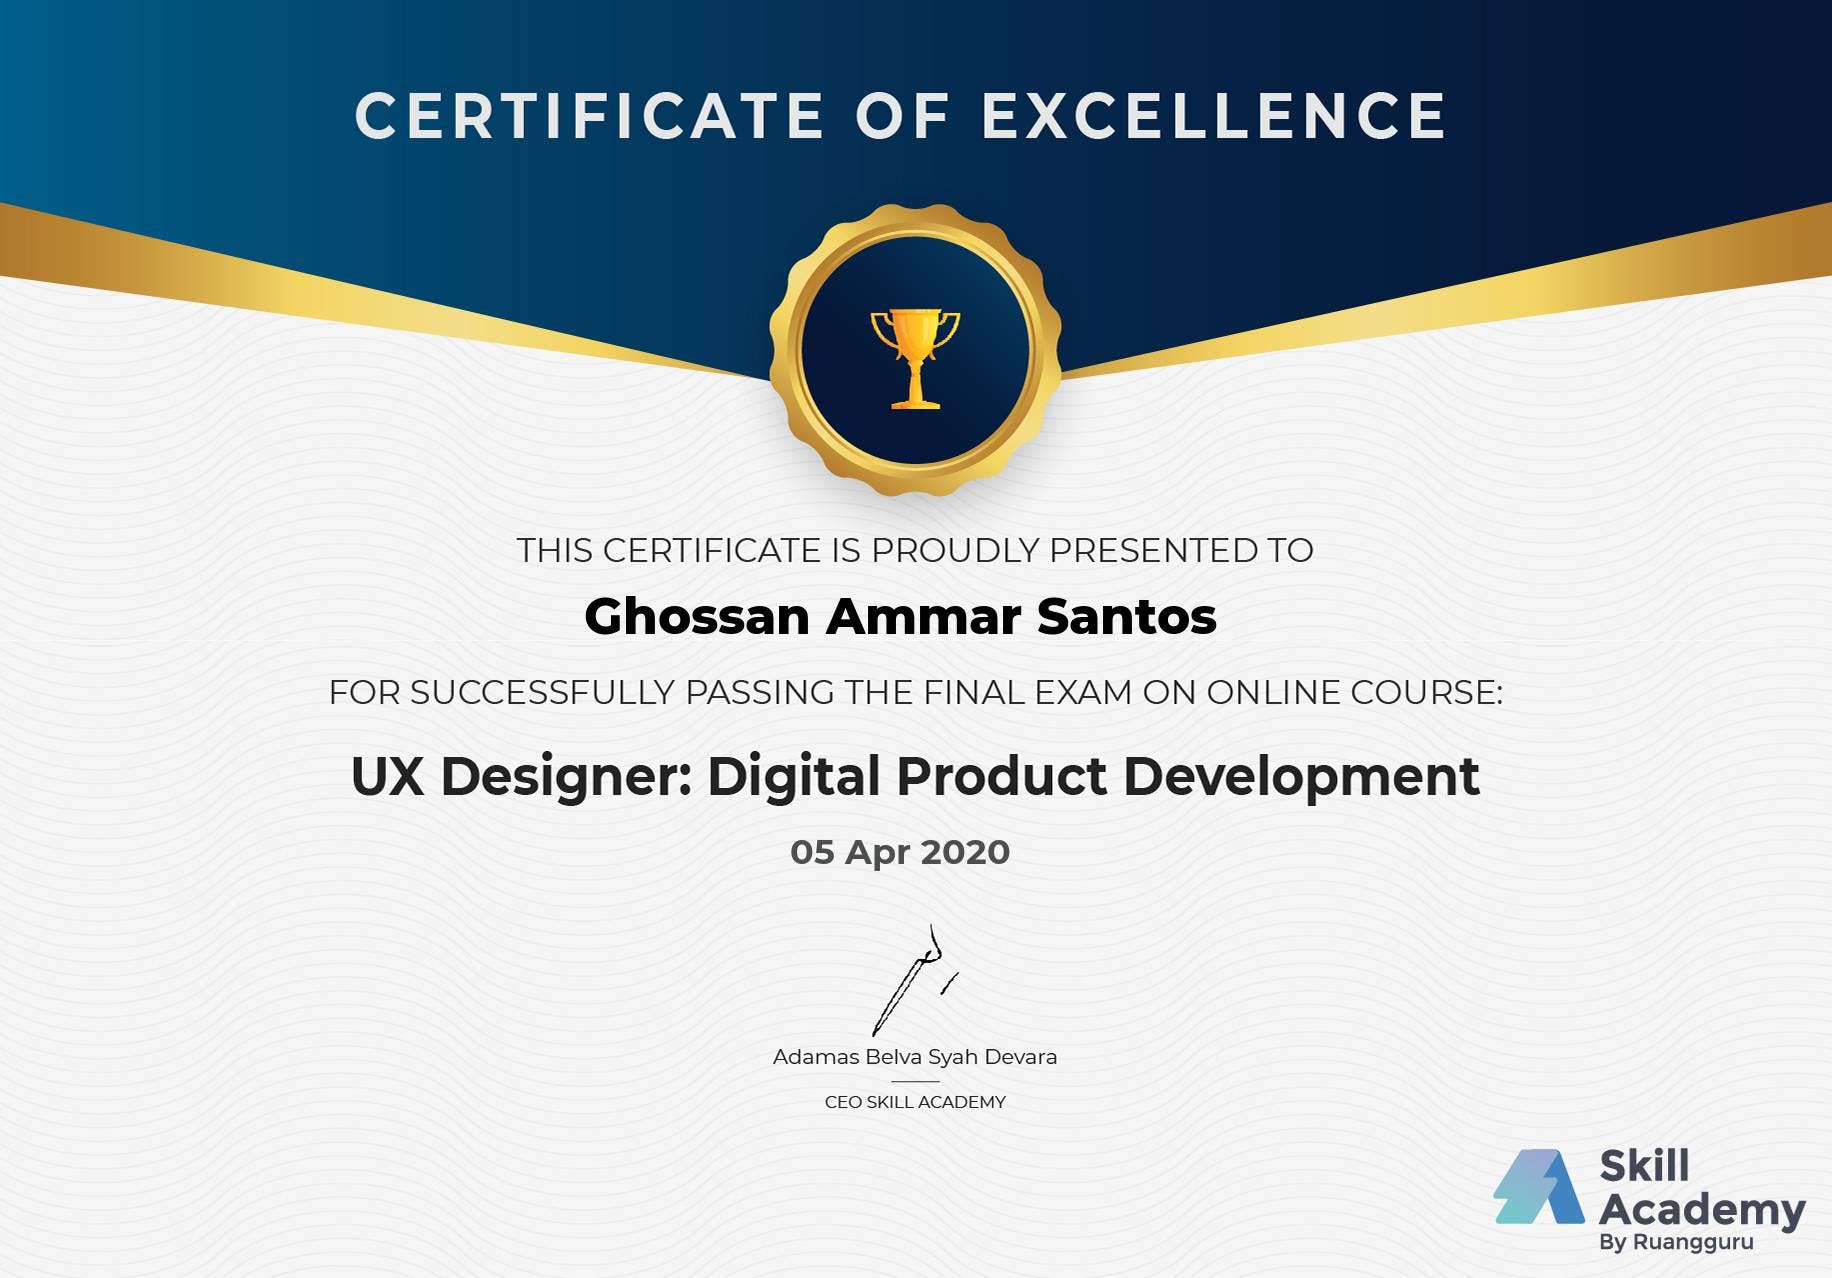 CERTIFICATE OF EXCELLENCE
THIS CERTIFICATE IS PROUDLY PRESENTED TO
Ghossan Ammar Santos
FOR SUCCESSFULLY PASSING THE FINAL EXAM ON ONLINE COURSE:
UX Designer: Digital Product Development
05 Apr 2020
Adamas Belva Syah Devara
CEO SKILL ACADEMY
Skill
Academy
By Ruangguru